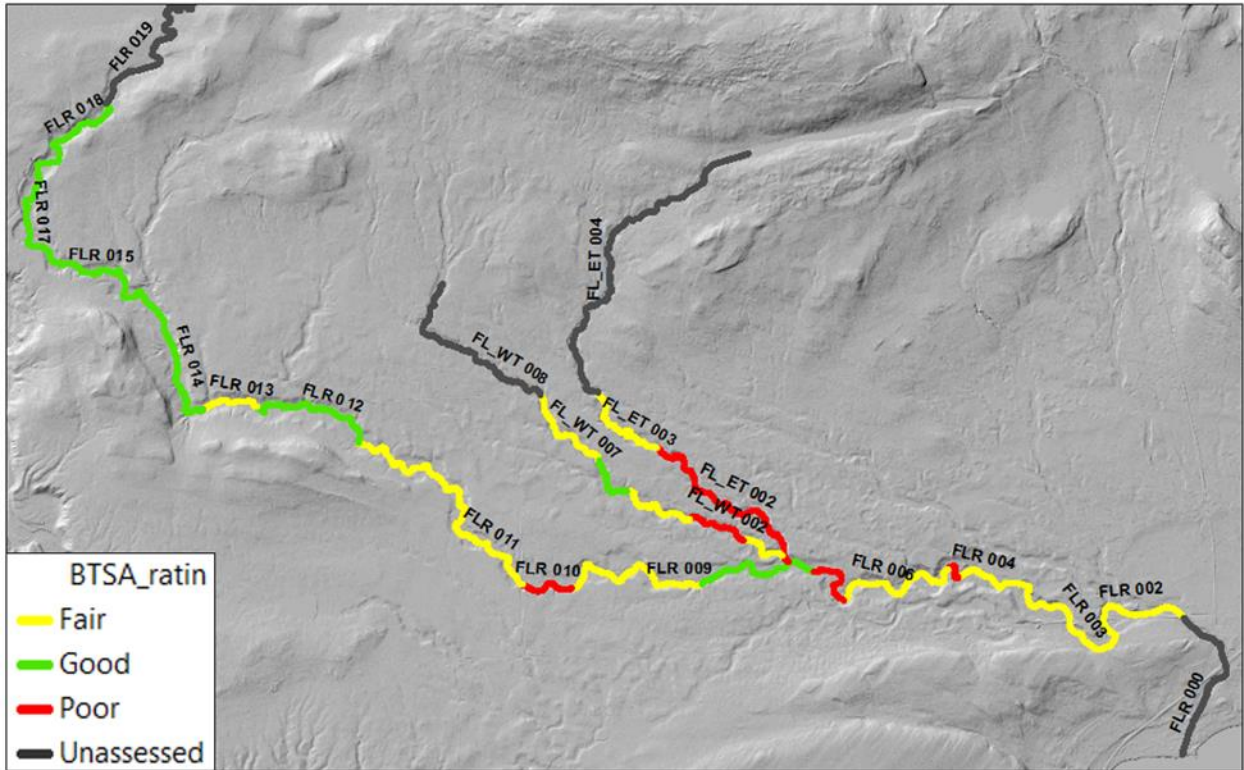 FLR 019
FLR 018
FLR 017
FLR 015
FLR 014
FLR 013
FLR 012
FL_ET 004
FL_WT 008
FL_WT 007
FL_ET 003
FL_ET 002
FL_WT 002
FLR 011
FLR 010
FLR 009
FLR 006
FLR 004
FLR 003
FLR 002
FLR 000
BTSA_ratin
Fair
Good
Poor
Unassessed